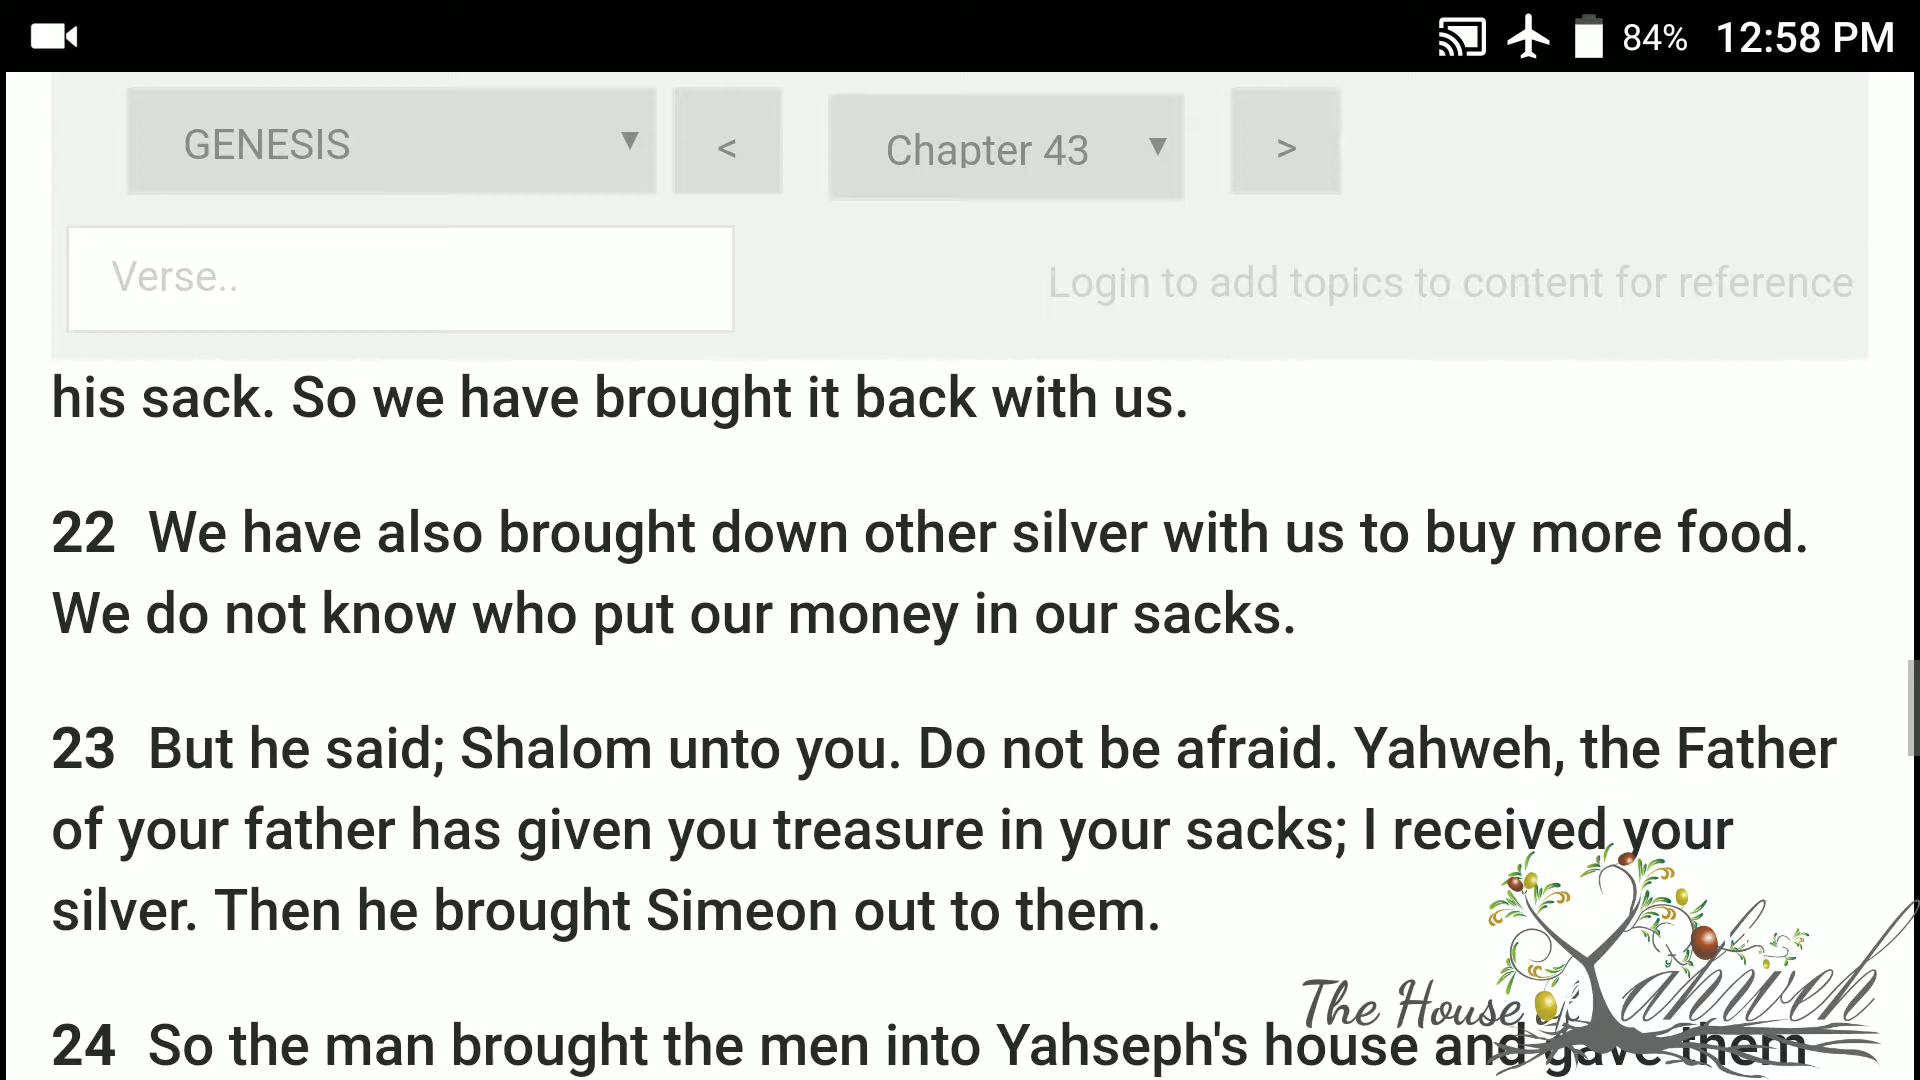 84% 12:58 PM
GENESIS ▼ < Chapter 43 ▼ >
Verse.. Login to add topics to content for reference
his sack. So we have brought it back with us.
22 We have also brought down other silver with us to buy more food.
We do not know who put our money in our sacks.
23 But he said; Shalom unto you. Do not be afraid. Yahweh, the Father
of your father has given you treasure in your sacks; I received your
silver. Then he brought Simeon out to them.
The House of Yahweh
24 So the man brought the men into Yahseph's house and gave them